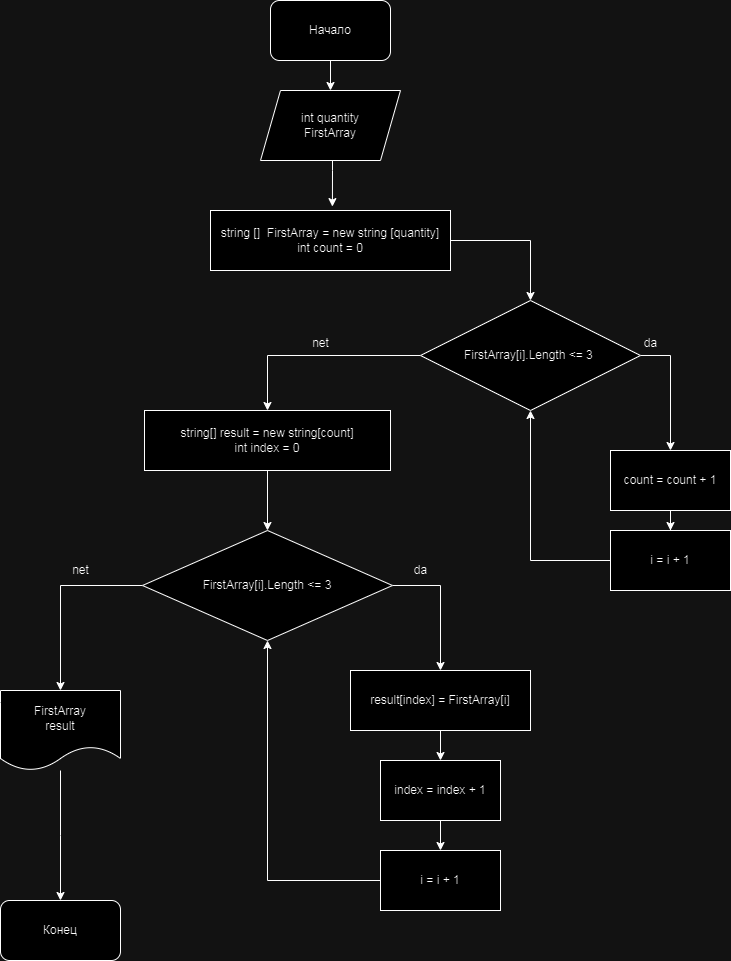 Начало
int quantity
FirstArray
string [] FirstArray = new string [quantity]
int count = 0
FirstArray[i].Length <= 3
net
da
string[] result = new string[count]
int index = 0
count = count + 1
i = i + 1
FirstArray[i].Length <= 3
net
da
FirstArray
result
result[index] = FirstArray[i]
index = index + 1
i = i + 1
Конец